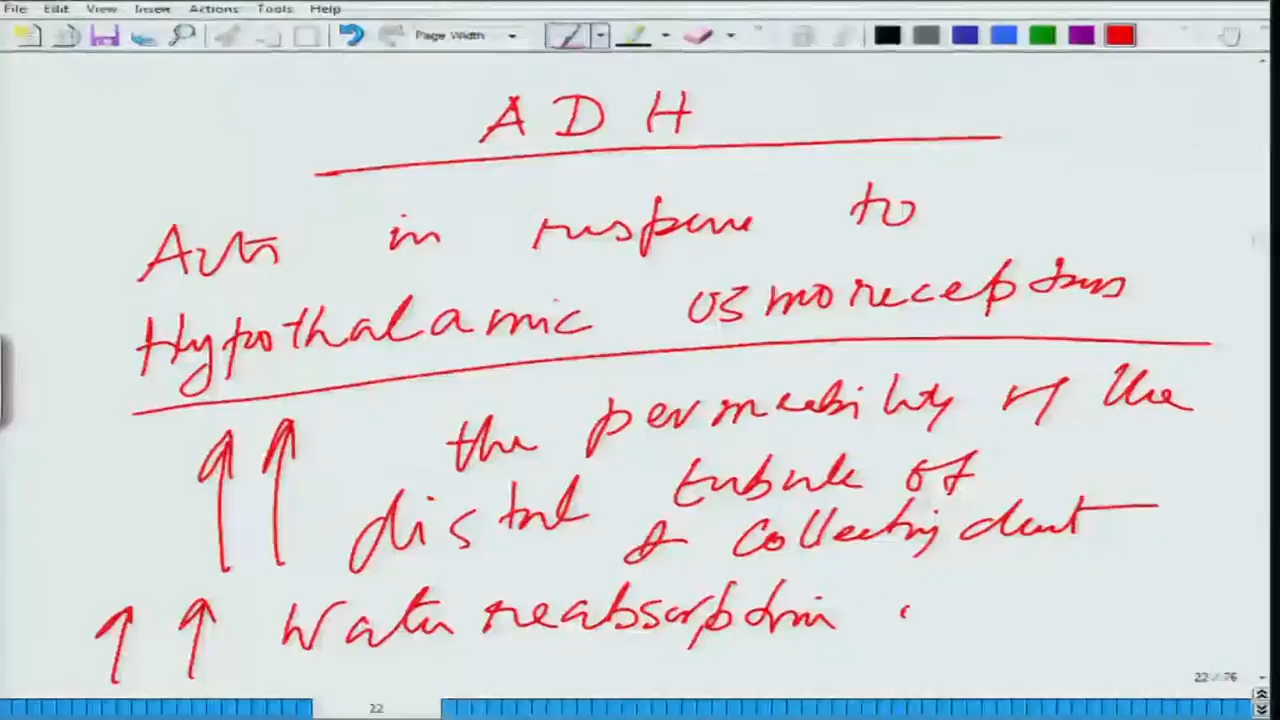 File Edit View Insert Actions Tools Help
Page Width
ADH
Acts in response to
Hypothalamic osmoreceptors
↑ ↑ the permeability of the
distal tubule of
& collecting duct
↑ ↑ Water reabsorption
22 / 76
22